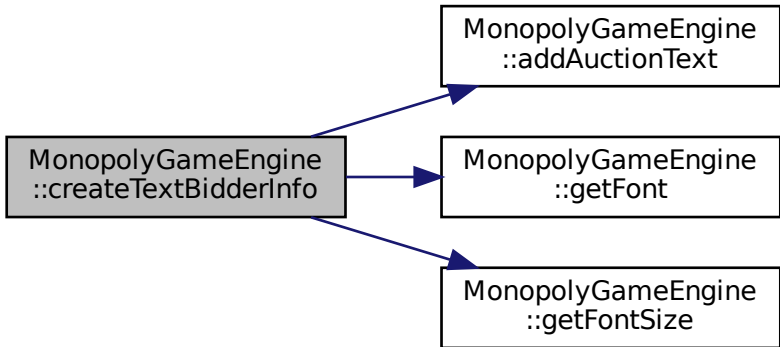 MonopolyGameEngine
::addAuctionText
MonopolyGameEngine
::createTextBidderInfo
MonopolyGameEngine
::getFont
MonopolyGameEngine
::getFontSize